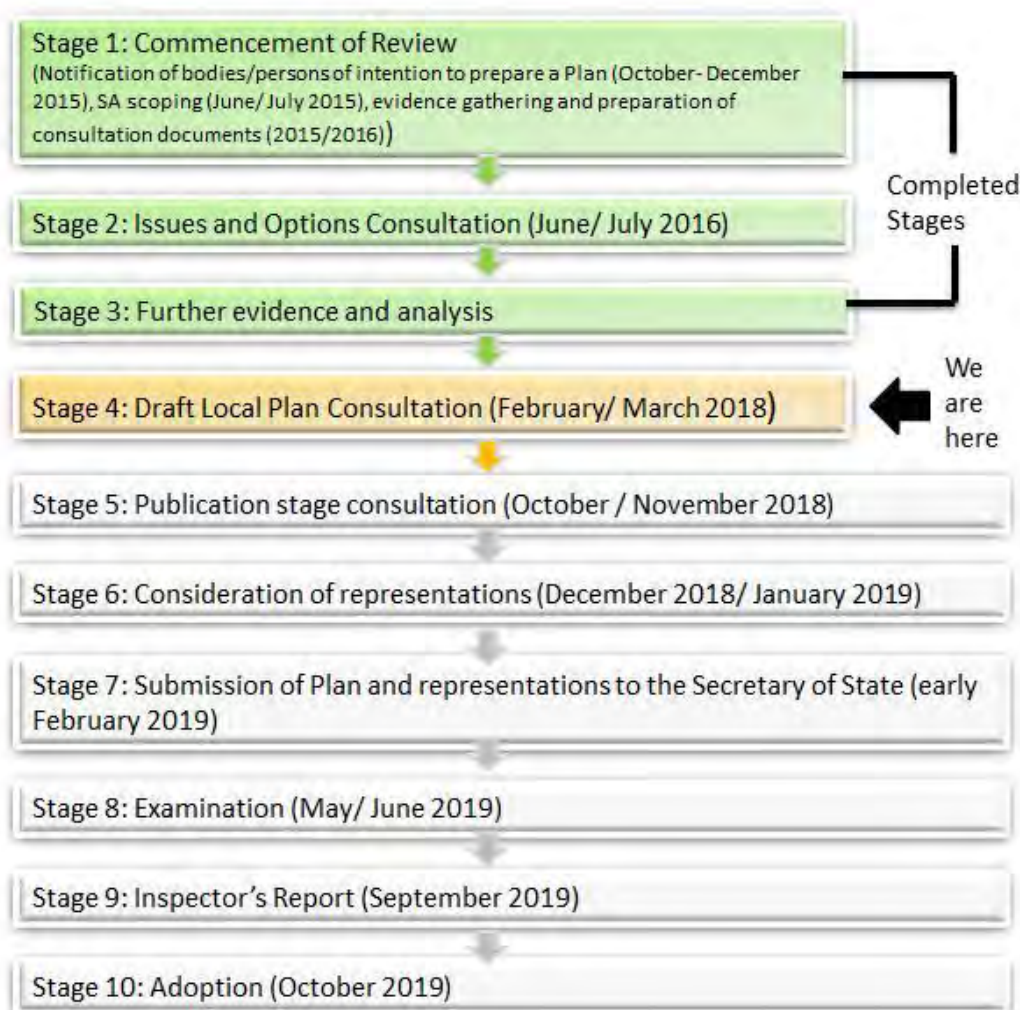 Stage 1: Commencement of Review
(Notification of bodies/persons of intention to prepare a Plan (October- December
2015), SA scoping (June/ July 2015), evidence gathering and preparation of
consultation documents (2015/2016))
Completed
Stages
Stage 2: Issues and Options Consultation (June/ July 2016)
Stage 3: Further evidence and analysis
Stage 4: Draft Local Plan Consultation (February/ March 2018)
We
are
here
Stage 5: Publication stage consultation (October / November 2018)
Stage 6: Consideration of representations (December 2018/ January 2019)
Stage 7: Submission of Plan and representations to the Secretary of State (early
February 2019)
Stage 8: Examination (May/ June 2019)
Stage 9: Inspector’s Report (September 2019)
Stage 10: Adoption (October 2019)